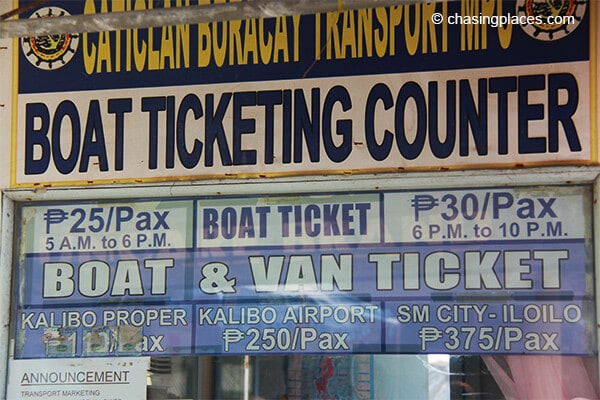 © chasingplaces.com
CATICLAN BORACAY TRANSPORT MPC
BOAT TICKETING COUNTER
₱25/Pax
5 A.M. to 6 P.M.
BOAT TICKET
₱30/Pax
6 P.M. to 10 P.M.
BOAT & VAN TICKET
KALIBO PROPER
KALIBO AIRPORT
₱250/Pax
SM CITY- ILOILO
₱375/Pax
ANNOUNCEMENT
TRANSPORT MARKETING